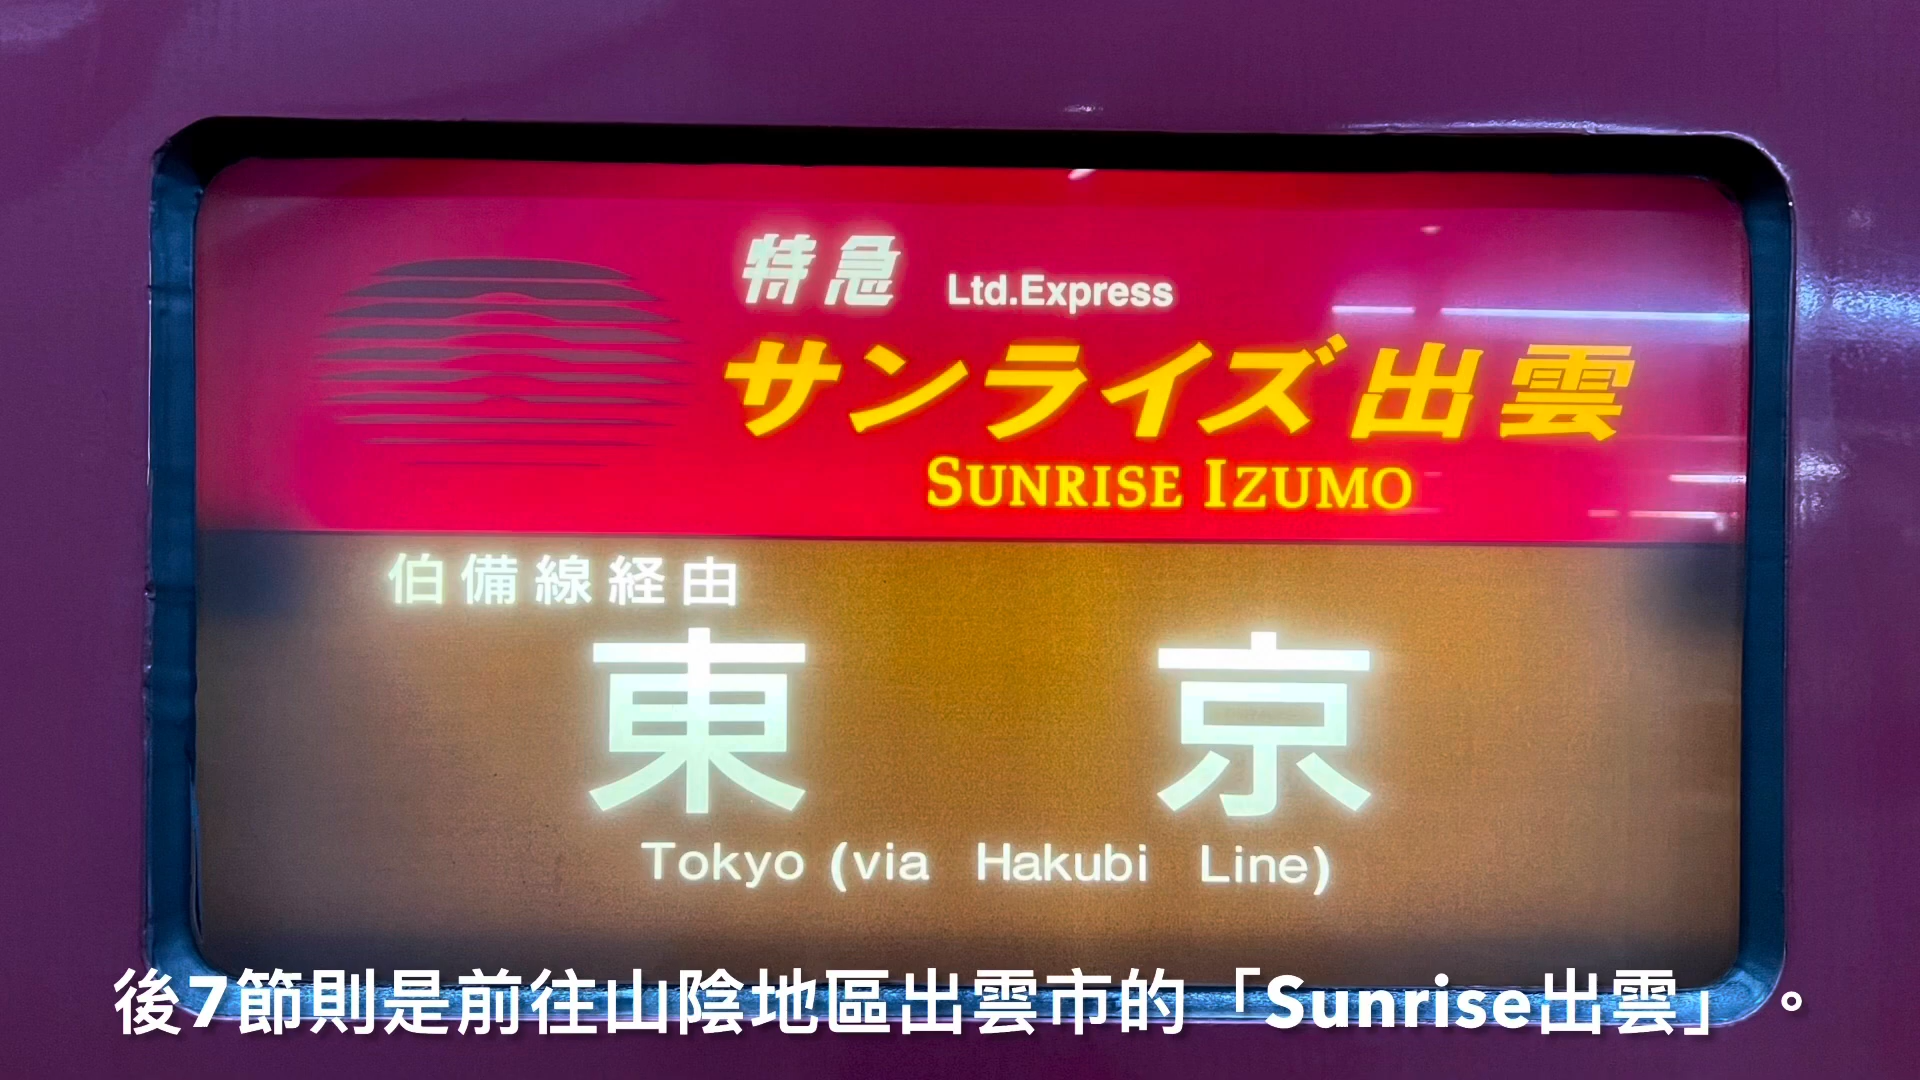 特急 Ltd.Express
サンライズ出雲
SUNRISE IZUMO
伯備線経由
東京
Tokyo (via Hakubi Line)
後7節則是前往山陰地區出雲市的「Sunrise出雲」。